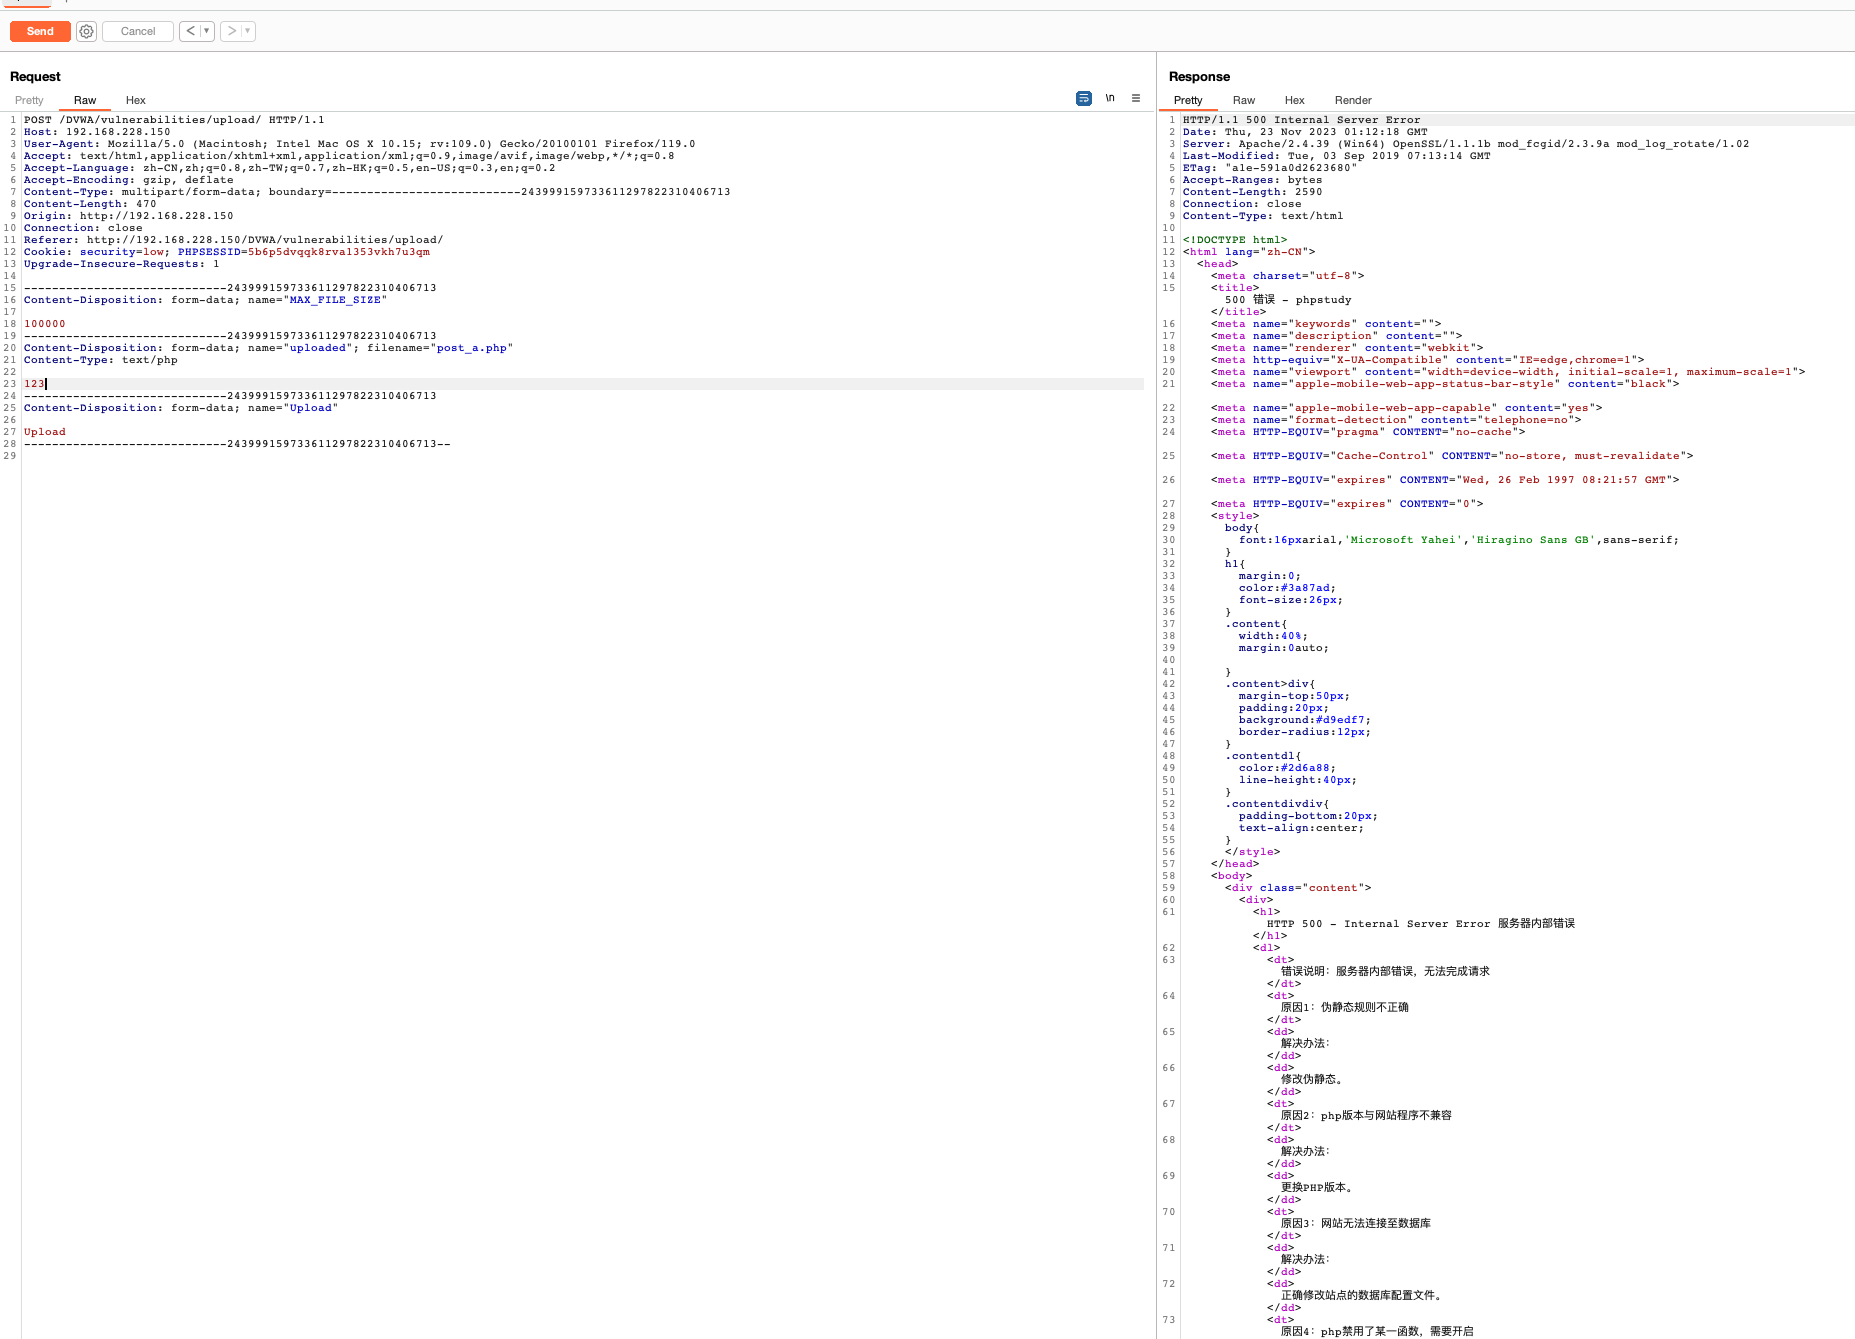 Send
Cancel
<
>
Request
Pretty
Raw
Hex
\n
1 POST /DVWA/vulnerabilities/upload/ HTTP/1.1
2 Host: 192.168.228.150
3 User-Agent: Mozilla/5.0 (Macintosh; Intel Mac OS X 10.15; rv:109.0) Gecko/20100101 Firefox/119.0
4 Accept: text/html,application/xhtml+xml,application/xml;q=0.9,image/avif,image/webp,*/*;q=0.8
5 Accept-Language: zh-CN,zh;q=0.8,zh-TW;q=0.7,zh-HK;q=0.5,en-US;q=0.3,en;q=0.2
6 Accept-Encoding: gzip, deflate
7 Content-Type: multipart/form-data; boundary=---------------------------2439991597336112978223​10406713
8 Content-Length: 470
9 Origin: http://192.168.228.150
10 Connection: close
11 Referer: http://192.168.228.150/DVWA/vulnerabilities/upload/
12 Cookie: security=low; PHPSESSID=5b6p5dvqqk8rval353vkh7u3qm
13 Upgrade-Insecure-Requests: 1
14
15 -----------------------------243999159733611297822310406713
16 Content-Disposition: form-data; name="MAX_FILE_SIZE"
17
18 100000
19 -----------------------------243999159733611297822310406713
20 Content-Disposition: form-data; name="uploaded"; filename="post_a.php"
21 Content-Type: text/php
22
23 123
24 -----------------------------243999159733611297822310406713
25 Content-Disposition: form-data; name="Upload"
26
27 Upload
28 -----------------------------243999159733611297822310406713--
29
Response
Pretty
Raw
Hex
Render
1 HTTP/1.1 500 Internal Server Error
2 Date: Thu, 23 Nov 2023 01:12:18 GMT
3 Server: Apache/2.4.39 (Win64) OpenSSL/1.1.1b mod_fcgid/2.3.9a mod_log_rotate/1.02
4 Last-Modified: Tue, 03 Sep 2019 07:13:14 GMT
5 ETag: "a1e-591a0d2623680"
6 Accept-Ranges: bytes
7 Content-Length: 2590
8 Connection: close
9 Content-Type: text/html
10
11 <!DOCTYPE html>
12 <html lang="zh-CN">
13 <head>
14 <meta charset="utf-8">
15 <title>
500 错误 - phpstudy
</title>
16 <meta name="keywords" content="">
17 <meta name="description" content="">
18 <meta name="renderer" content="webkit">
19 <meta http-equiv="X-UA-Compatible" content="IE=edge,chrome=1">
20 <meta name="viewport" content="width=device-width, initial-scale=1, maximum-scale=1">
21 <meta name="apple-mobile-web-app-status-bar-style" content="black">
22 <meta name="apple-mobile-web-app-capable" content="yes">
23 <meta name="format-detection" content="telephone=no">
24 <meta HTTP-EQUIV="pragma" CONTENT="no-cache">
25 <meta HTTP-EQUIV="Cache-Control" CONTENT="no-store, must-revalidate">
26 <meta HTTP-EQUIV="expires" CONTENT="Wed, 26 Feb 1997 08:21:57 GMT">
27 <meta HTTP-EQUIV="expires" CONTENT="0">
28 <style>
29 body{
30 font:16pxarial,'Microsoft Yahei','Hiragino Sans GB',sans-serif;
31 }
32 h1{
33 margin:0;
34 color:#3a87ad;
35 font-size:26px;
36 }
37 .content{
38 width:40%;
39 margin:0auto;
40
41 }
42 .content>div{
43 margin-top:50px;
44 padding:20px;
45 background:#d9edf7;
46 border-radius:12px;
47 }
48 .contentdl{
49 color:#2d6a88;
50 line-height:40px;
51 }
52 .contentdivdiv{
53 padding-bottom:20px;
54 text-align:center;
55 }
56 </style>
57 </head>
58 <body>
59 <div class="content">
60 <div>
61 <h1>
HTTP 500 - Internal Server Error 服务器内部错误
</h1>
62 <dl>
63 <dt>
错误说明：服务器内部错误，无法完成请求
</dt>
64 <dt>
原因1：伪静态规则不正确
</dt>
65 <dd>
解决办法：
</dd>
66 <dd>
修改伪静态。
</dd>
67 <dt>
原因2：php版本与网站程序不兼容
</dt>
68 <dd>
解决办法：
</dd>
69 <dd>
更换PHP版本。
</dd>
70 <dt>
原因3：网站无法连接至数据库
</dt>
71 <dd>
解决办法：
</dd>
72 <dd>
正确修改站点的数据库配置文件。
</dd>
73 <dt>
原因4：php禁用了某一函数，需要开启